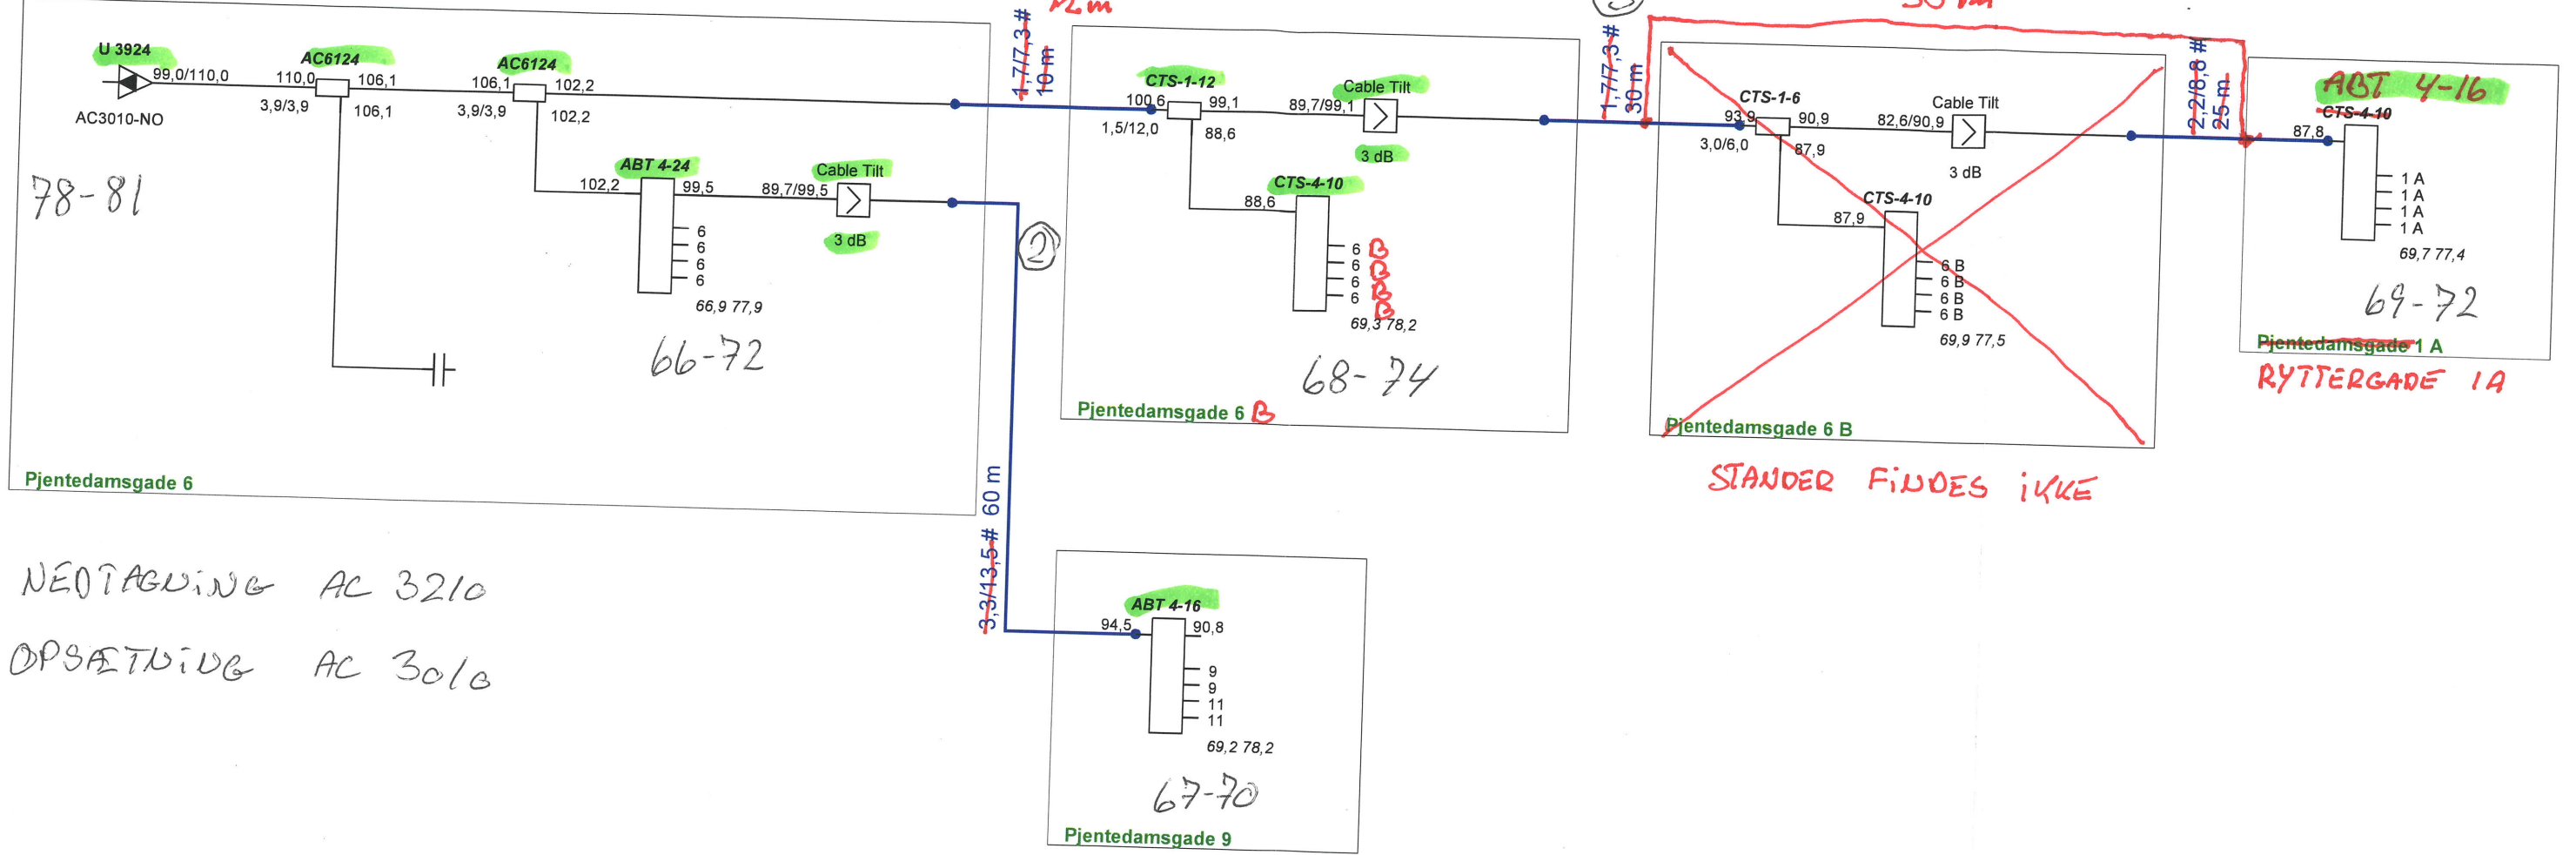 U 3924
99,0/110,0
AC3010-NO
AC6124
110,0 106,1
3,9/3,9 106,1
AC6124
106,1 102,2
3,9/3,9 102,2
78-81
ABT 4-24
102,2 99,5
6
6
6
6
66,9 77,9
66-72
89,7/99,5
Cable Tilt
3 dB
Pjentedamsgade 6
12 m
1,7/7,3 #
10 m
2
3,3/13,5 # 60 m
CTS-1-12
100,6 99,1
1,5/12,0 88,6
89,7/99,1
Cable Tilt
3 dB
CTS-4-10
88,6
6 B
6 B
6 B
6 B
69,3 78,2
68-74
Pjentedamsgade 6 B
1,7/7,3 #
30 m
CTS-1-6
93,9 90,9
3,0/6,0 87,9
82,6/90,9
Cable Tilt
3 dB
CTS-4-10
87,9
6 B
6 B
6 B
6 B
69,9 77,5
Pjentedamsgade 6 B
STANDER FINDES iKKE
2,2/8,8 #
25 m
ABT 4-16
CTS-4-10
87,8
1 A
1 A
1 A
1 A
69,7 77,4
69-72
Pjentedamsgade 1 A
RYTTERGADE 1A
NEDTAGNiNG AC 3210
OPSÆTNiNG AC 3010
ABT 4-16
94,5 90,8
9
9
11
11
69,2 78,2
67-70
Pjentedamsgade 9